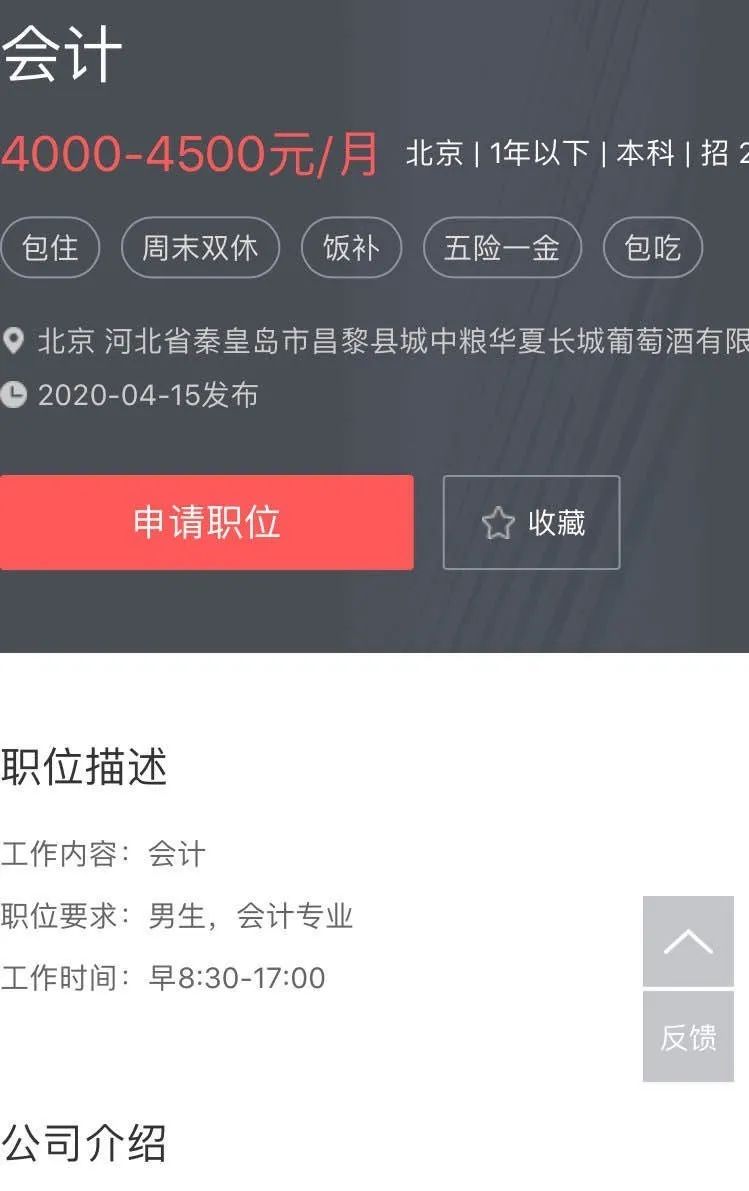 会计
4000-4500元/月 北京 | 1年以下 | 本科 | 招 2
包住 周末双休 饭补 五险一金 包吃
北京 河北省秦皇岛市昌黎县城中粮华夏长城葡萄酒有限
2020-04-15发布
申请职位 收藏
职位描述
工作内容：会计
职位要求：男生，会计专业
工作时间：早8:30-17:00
反馈
公司介绍